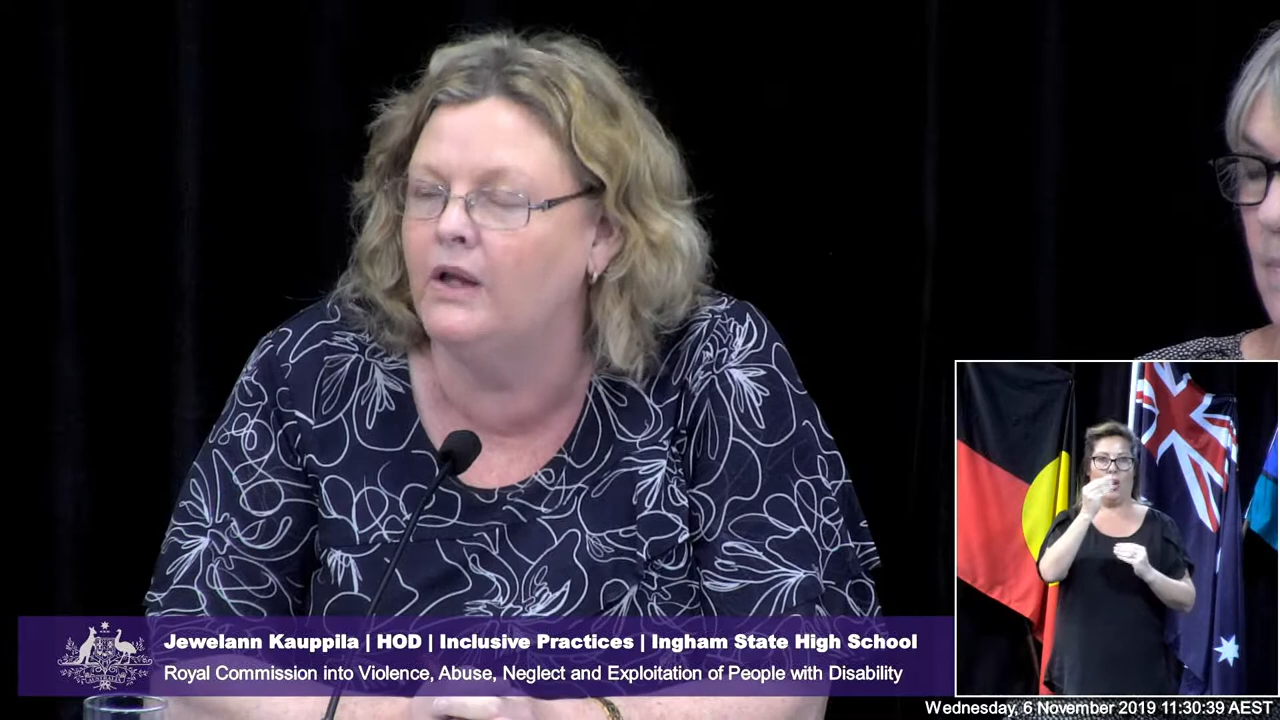 Jewelann Kauppila | HOD | Inclusive Practices | Ingham State High School
Royal Commission into Violence, Abuse, Neglect and Exploitation of People with Disability
Wednesday, 6 November 2019 11:30:39 AEST